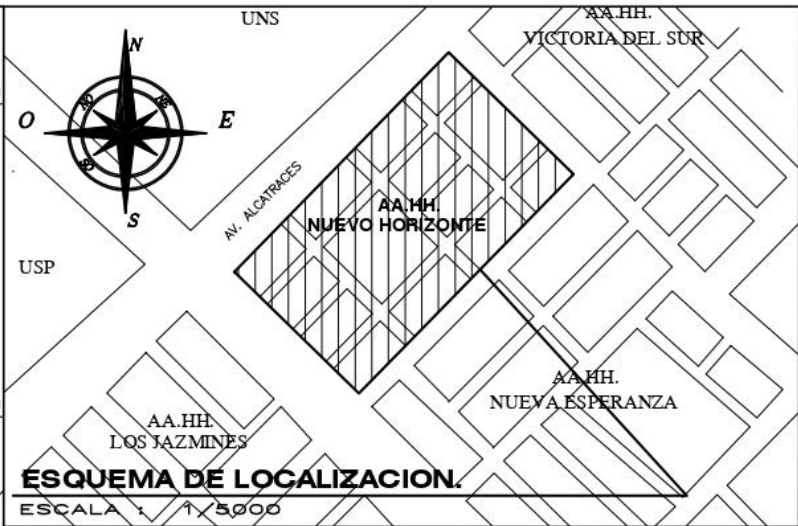 UNS
AA.HH.
VICTORIA DEL SUR
N
NO
NE
O
E
SO
S
AV. ALCATRACES
AA.HH.
NUEVO HORIZONTE
USP
AA.HH.
NUEVA ESPERANZA
AA.HH.
LOS JAZMINES
ESQUEMA DE LOCALIZACION.
ESCALA : 1/5000